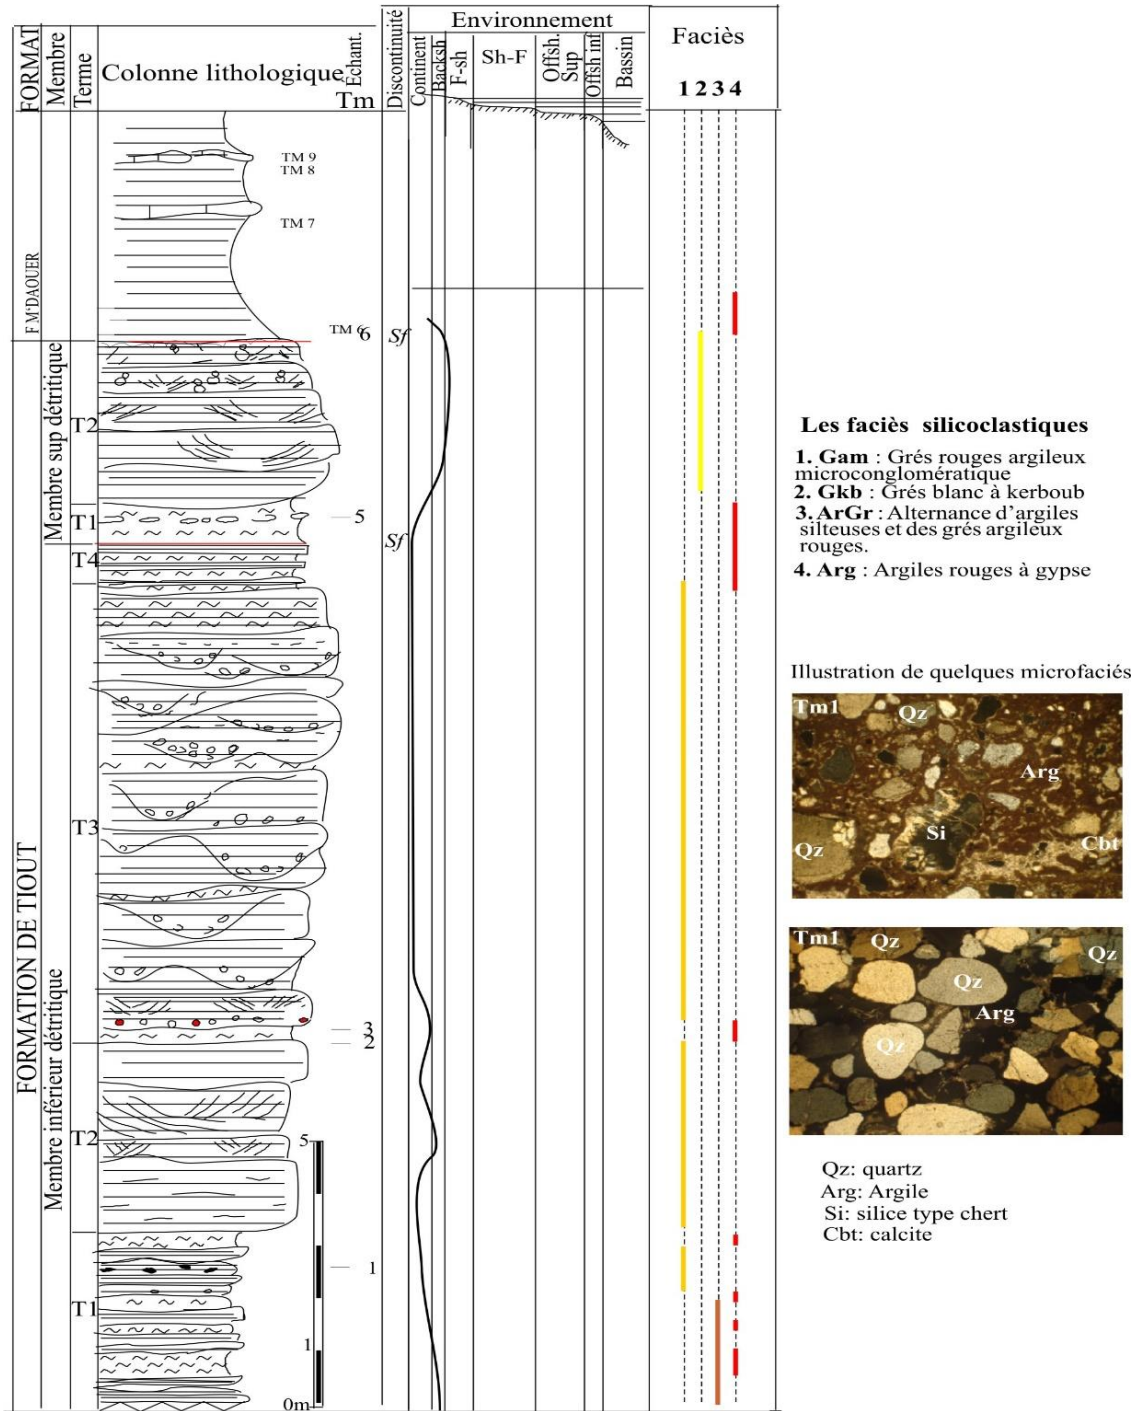 FORMAT
Membre
Terme
Colonne lithologique
Échant.
Tm
Discontinuité
Environnement
Continent
Backsh
F-sh
Sh-F
Offsh.
Sup
Offsh inf
Bassin
Faciès
1 2 3 4
TM 9
TM 8
TM 7
F M'DAOUER
TM 6
6
Sf
Membre sup détritique
T2
T1
5
Sf
T4
T3
FORMATION DE TIOUT
Membre inférieur détritique
3
2
T2
5
1
T1
1
0m
Les faciès silicoclastiques
1. Gam : Grés rouges argileux
microconglomératique
2. Gkb : Grés blanc à kerboub
3. ArGr : Alternance d'argiles
silteuses et des grés argileux
rouges.
4. Arg : Argiles rouges à gypse
Illustration de quelques microfaciés
Tm1
Qz
Arg
Si
Qz
Cbt
Tm1
Qz
Qz
Qz
Arg
Qz
Qz: quartz
Arg: Argile
Si: silice type chert
Cbt: calcite